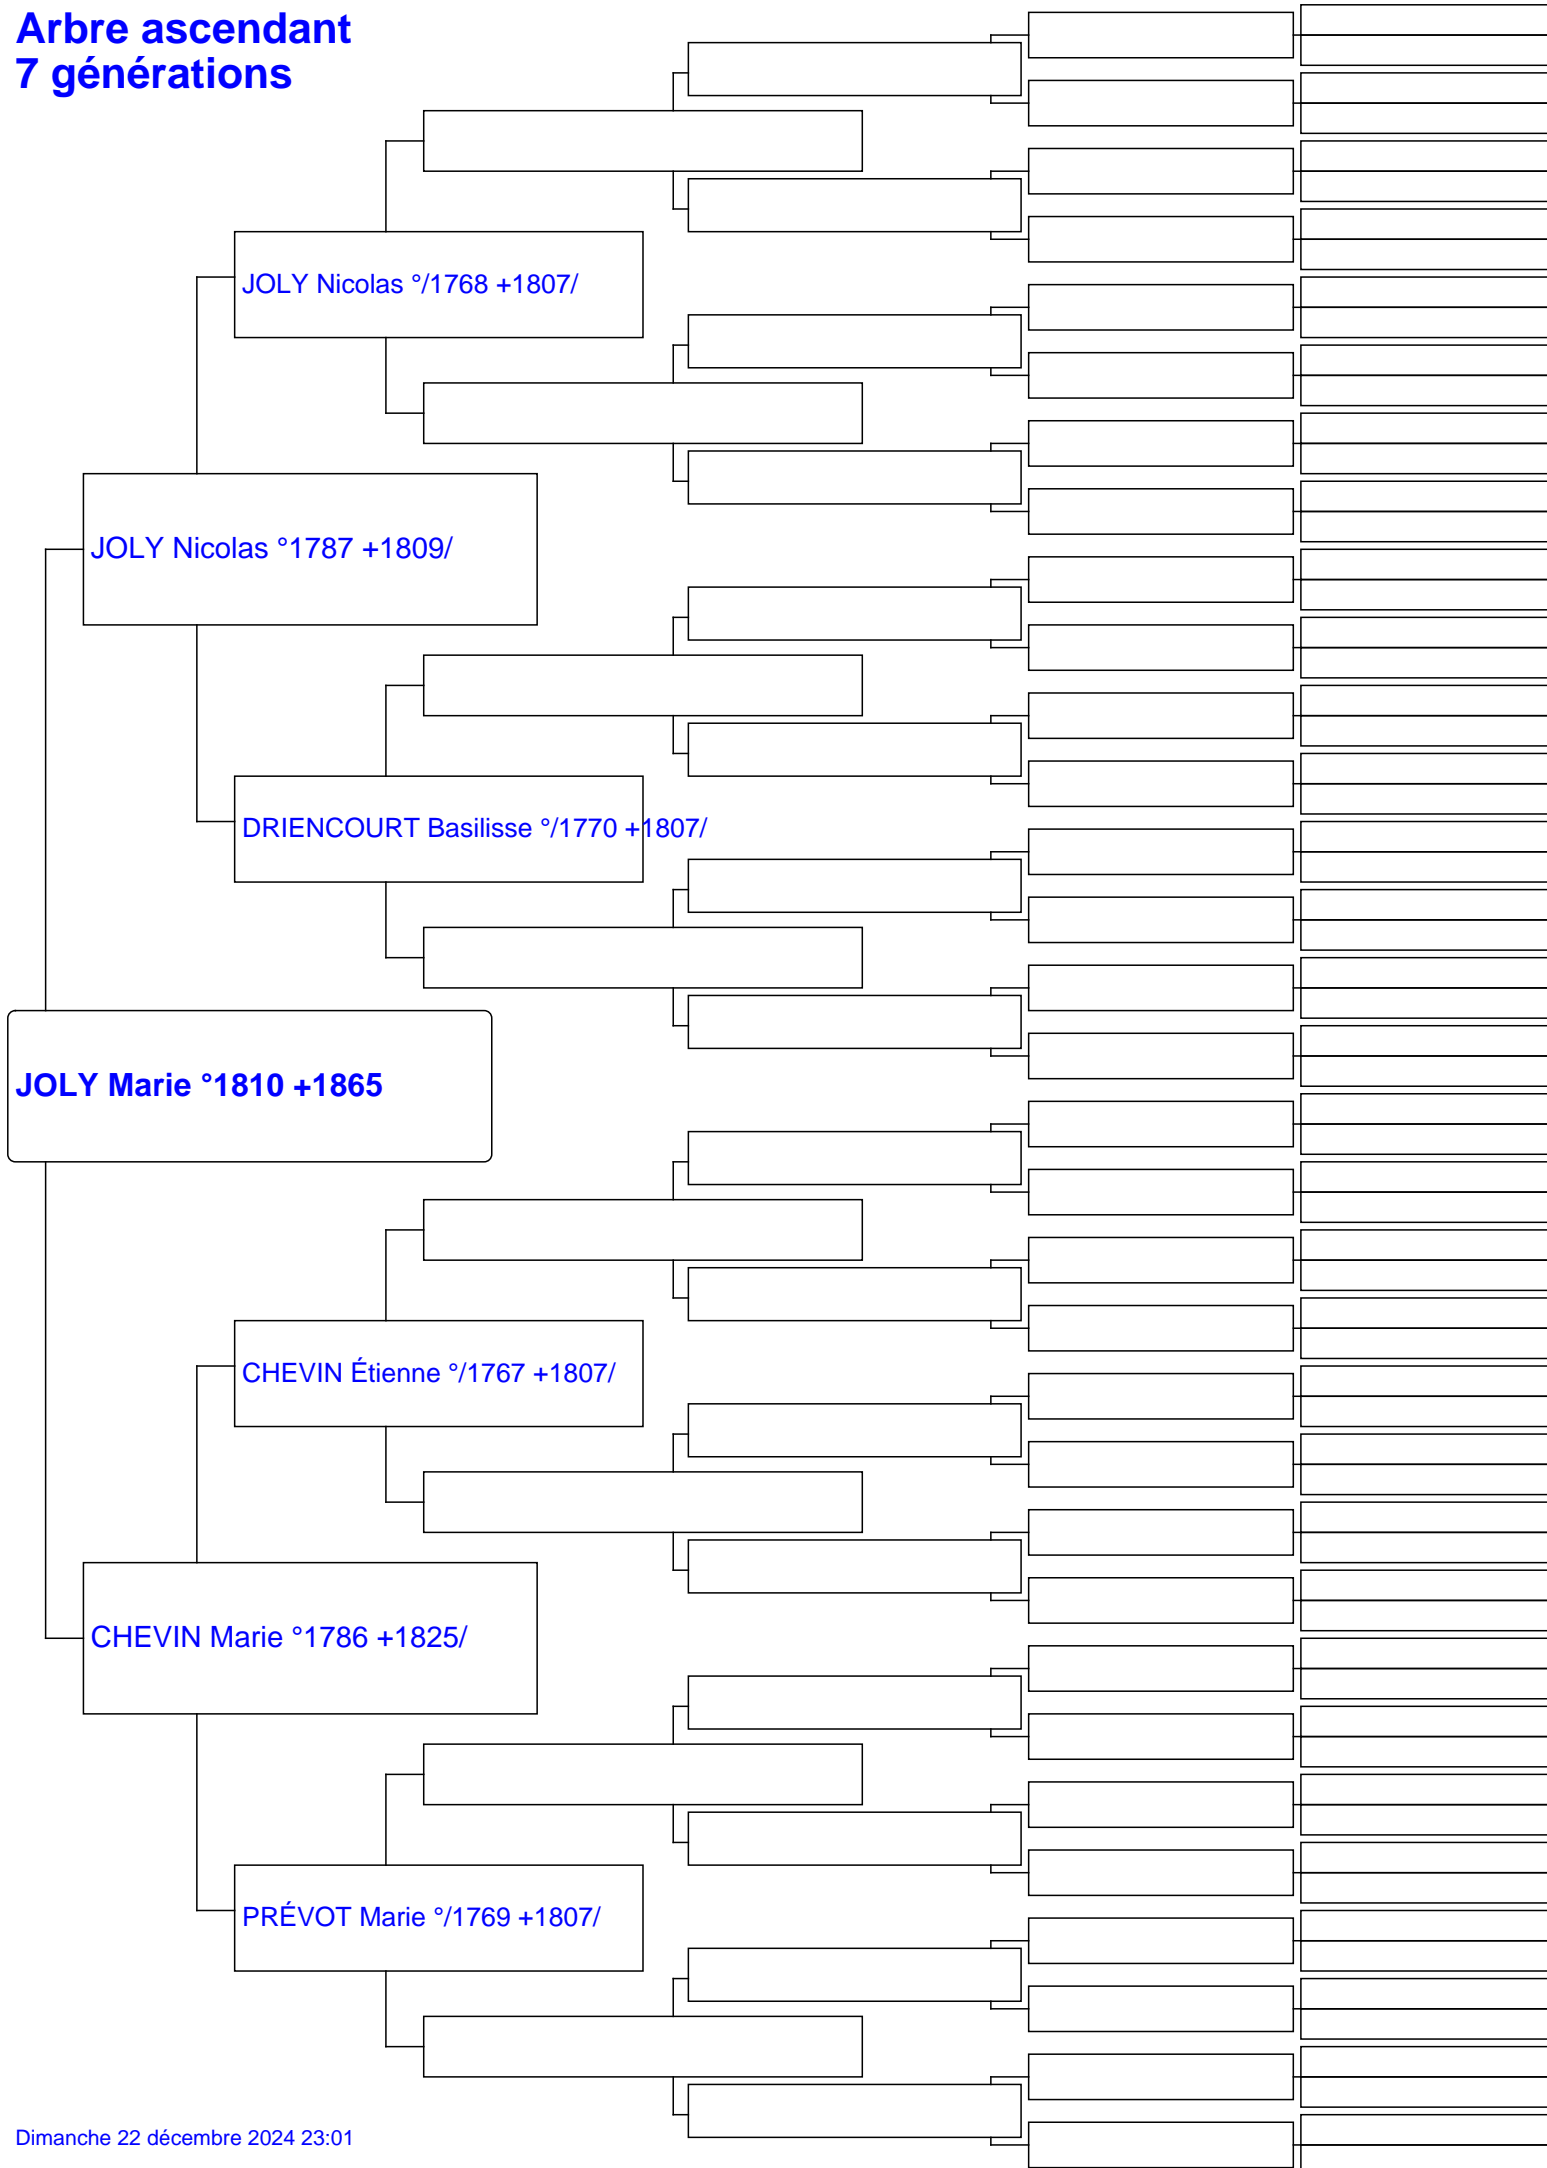 Arbre ascendant
7 générations
JOLY Nicolas °/1768 +1807/
JOLY Nicolas °1787 +1809/
DRIENCOURT Basilisse °/1770 +1807/
JOLY Marie °1810 +1865
CHEVIN Étienne °/1767 +1807/
CHEVIN Marie °1786 +1825/
PRÉVOT Marie °/1769 +1807/
Dimanche 22 décembre 2024 23:01